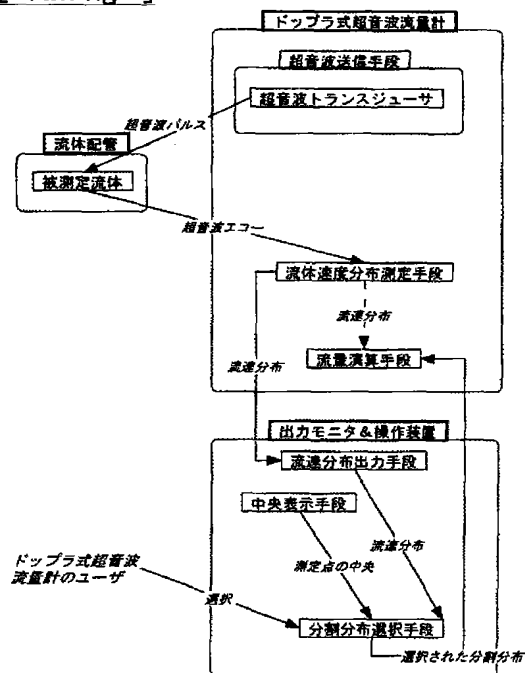 ドップラ式超音波流量計
超音波送信手段
超音波トランスジューサ
超音波パルス
流体配管
被測定流体
超音波エコー
流体速度分布測定手段
流速分布
流量演算手段
流速分布
出力モニタ&操作装置
流速分布出力手段
中央表示手段
流速分布
測定点の中央
ドップラ式超音波
流量計のユーザ
選択
分割分布選択手段
選択された分割分布